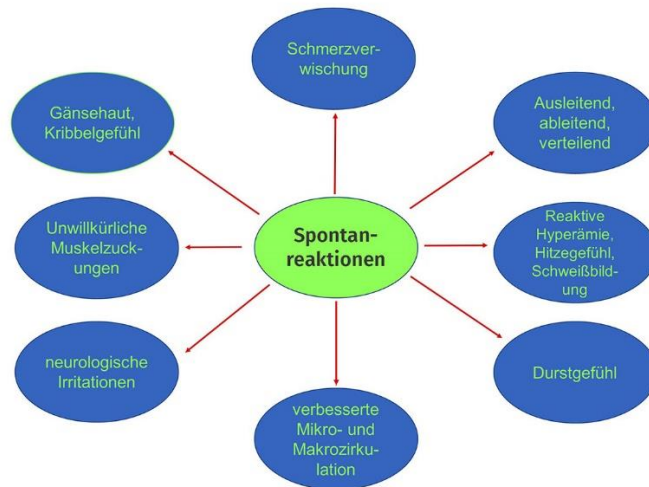 Schmerzver-
wischung
Gänsehaut,
Kribbelgefühl
Ausleitend,
ableitend,
verteilend
Unwillkürliche
Muskelzuck-
ungen
Spontan-
reaktionen
Reaktive
Hyperämie,
Hitzegefühl,
Schweißbild-
ung
neurologische
Irritationen
verbesserte
Mikro- und
Makrozirku-
lation
Durstgefühl